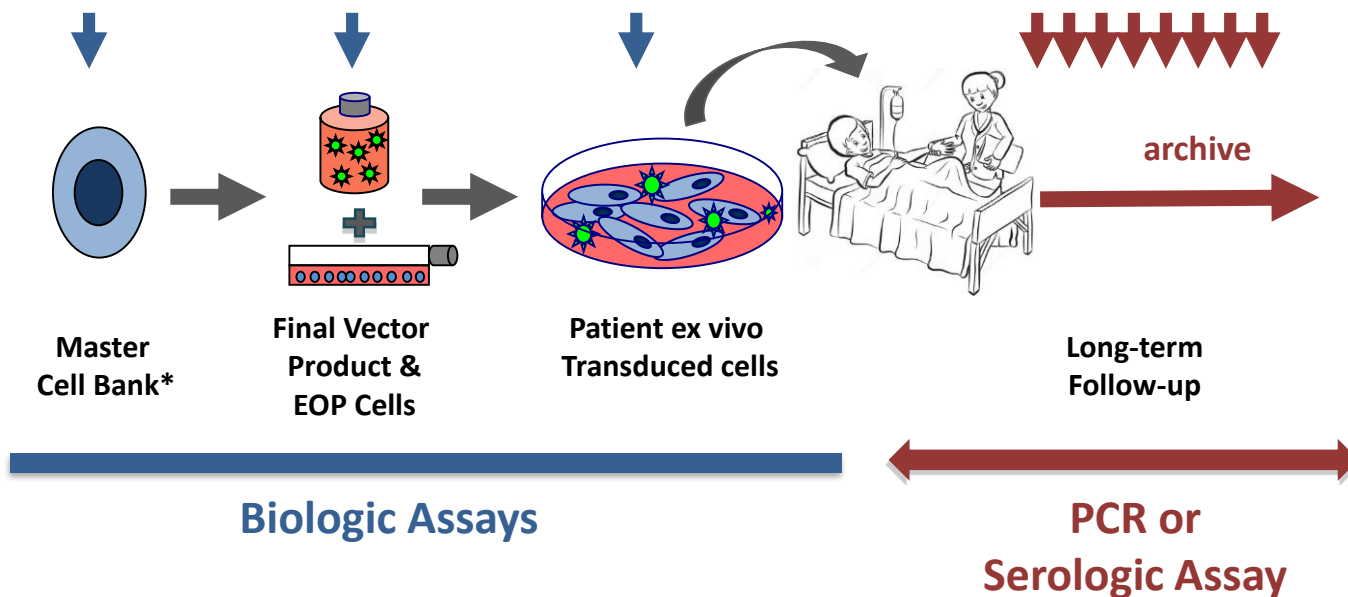 archive
Master
Cell Bank*
Final Vector
Product &
EOP Cells
Patient ex vivo
Transduced cells
Long-term
Follow-up
Biologic Assays
PCR or
Serologic Assay